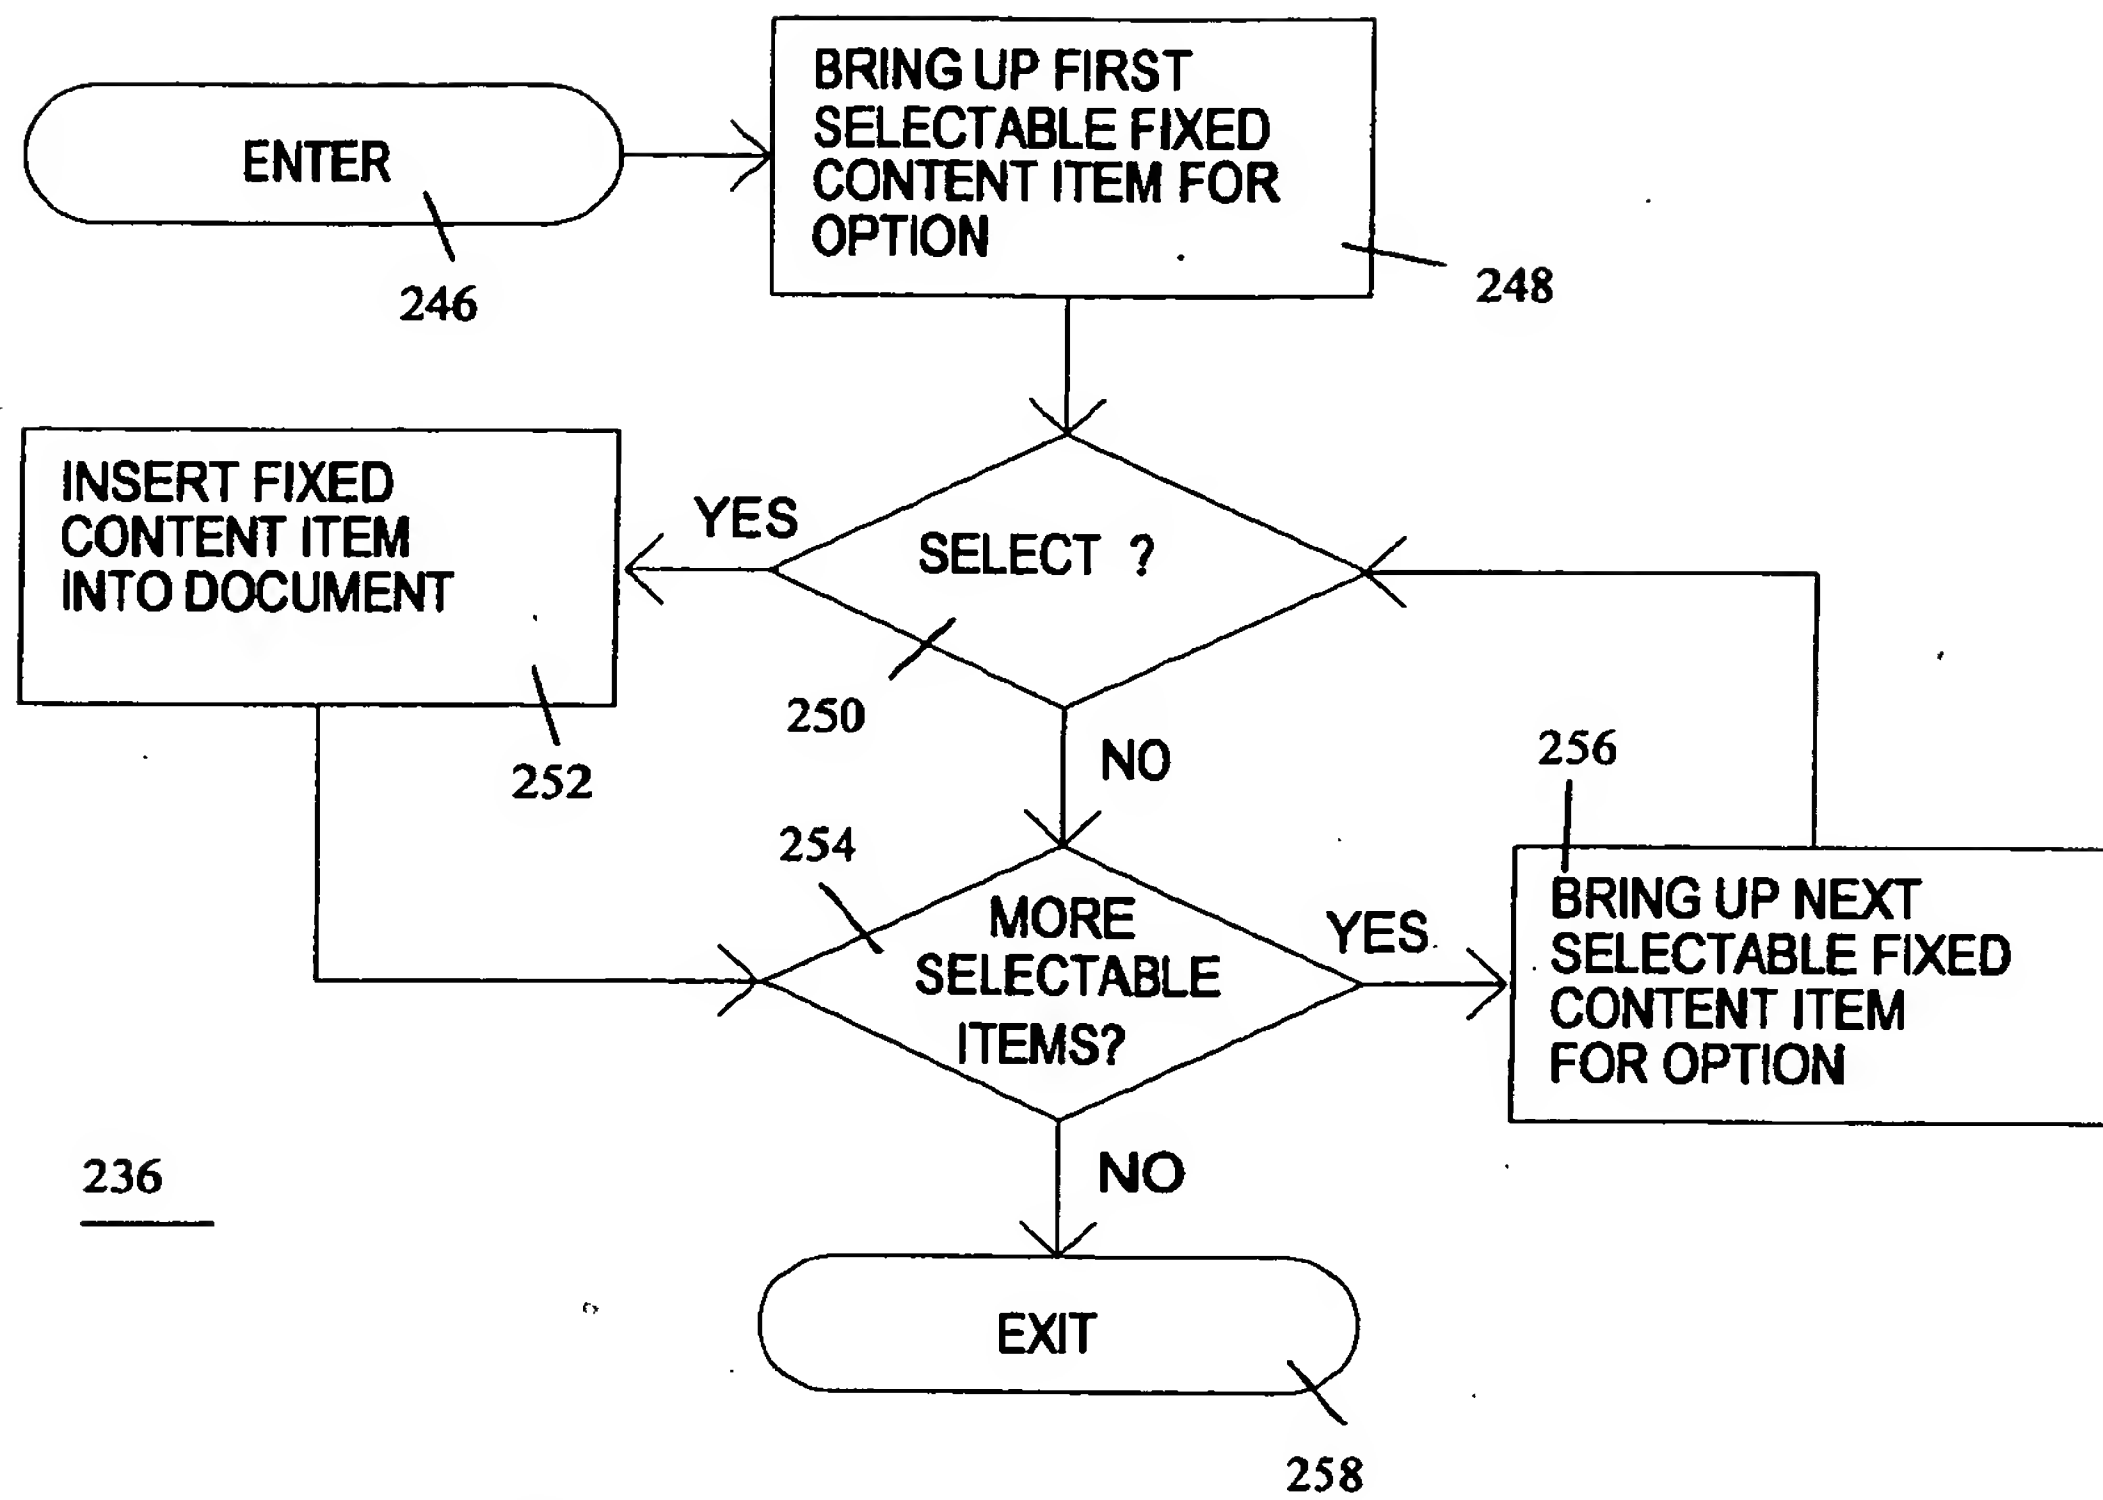 ENTER
246
BRING UP FIRST
SELECTABLE FIXED
CONTENT ITEM FOR
OPTION
248
INSERT FIXED
CONTENT ITEM
INTO DOCUMENT
252
YES
SELECT ?
250
NO
254
MORE
SELECTABLE
ITEMS?
YES
256
BRING UP NEXT
SELECTABLE FIXED
CONTENT ITEM
FOR OPTION
236
NO
EXIT
258